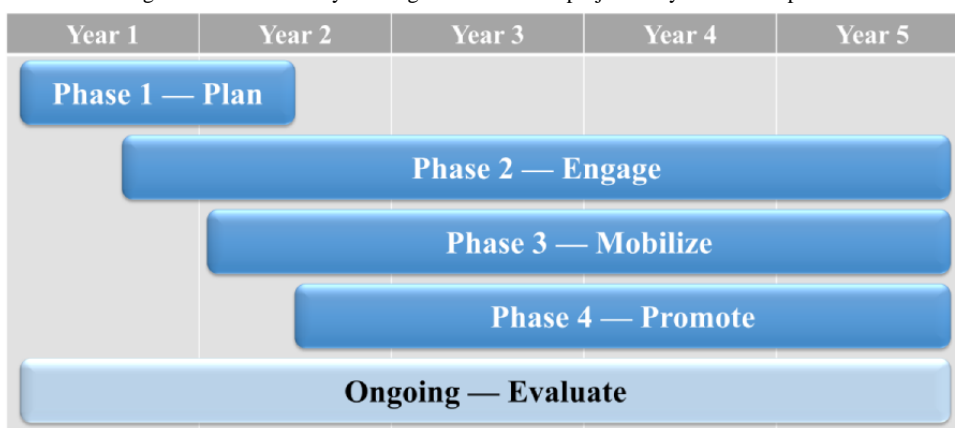 Year 1 Year 2 Year 3 Year 4 Year 5
Phase 1 — Plan
Phase 2 — Engage
Phase 3 — Mobilize
Phase 4 — Promote
Ongoing — Evaluate